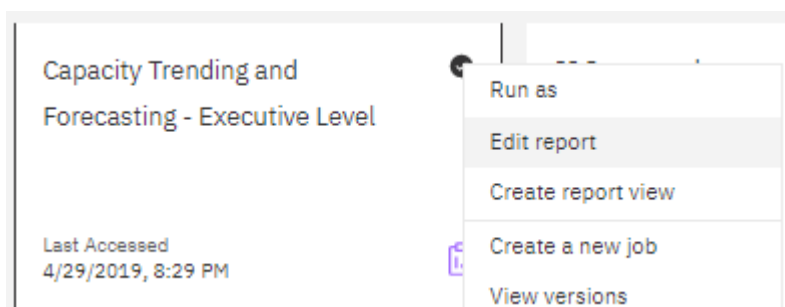 Capacity Trending and
Forecasting - Executive Level
Last Accessed
4/29/2019, 8:29 PM
Run as
Edit report
Create report view
Create a new job
View versions